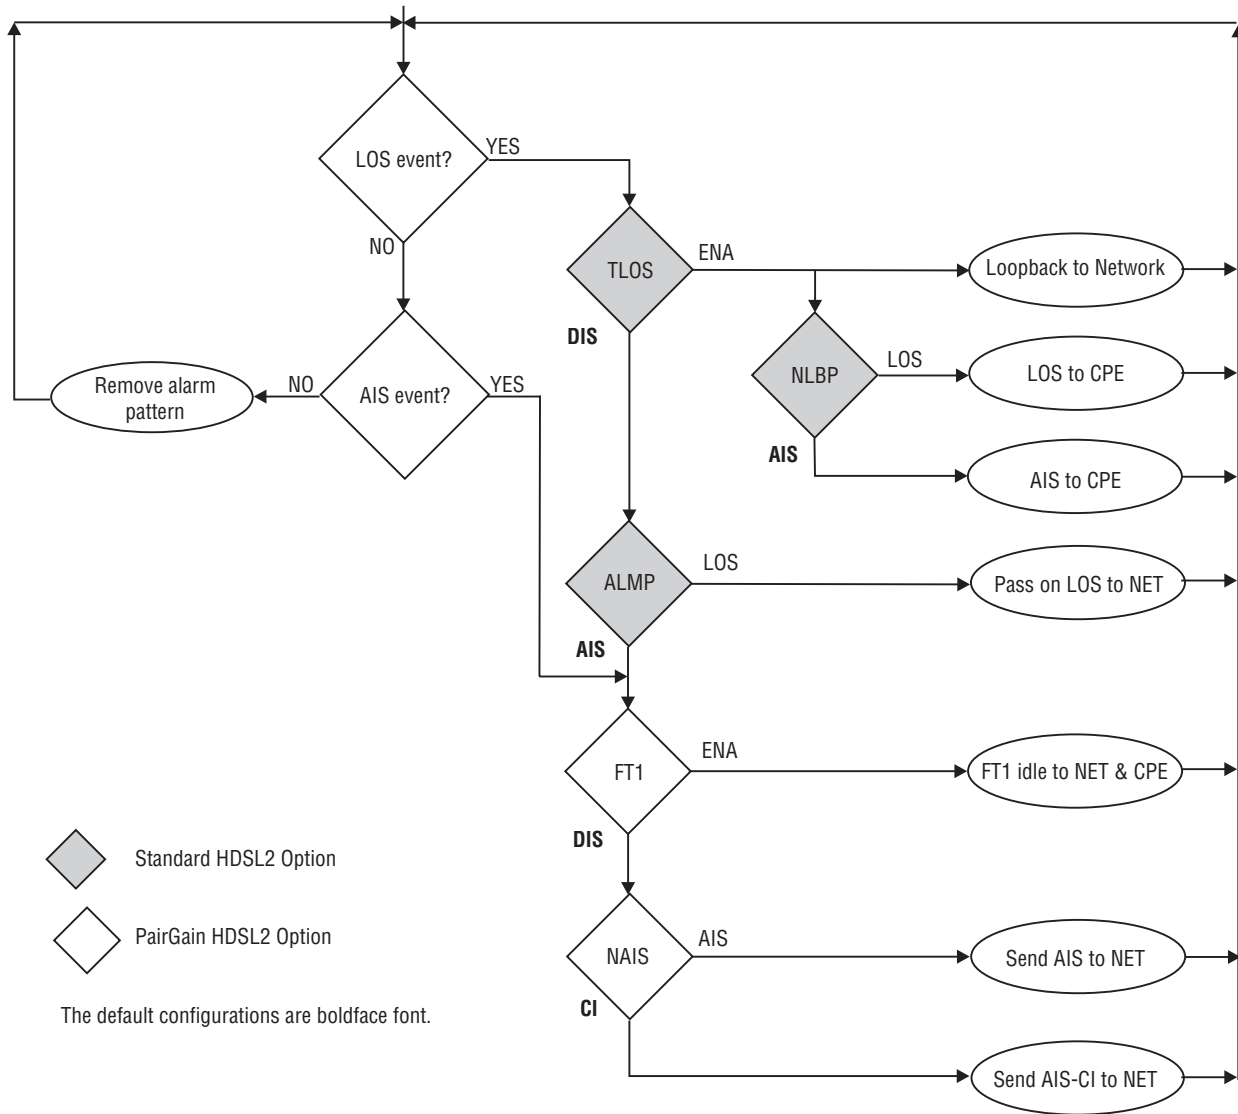 LOS event?
YES
NO
TLOS
ENA
DIS
Loopback to Network
NLBP
LOS
LOS to CPE
AIS
AIS to CPE
AIS event?
NO
YES
Remove alarm
pattern
ALMP
LOS
Pass on LOS to NET
AIS
FT1
ENA
FT1 idle to NET & CPE
DIS
NAIS
AIS
Send AIS to NET
CI
Send AIS-CI to NET
Standard HDSL2 Option
PairGain HDSL2 Option
The default configurations are boldface font.